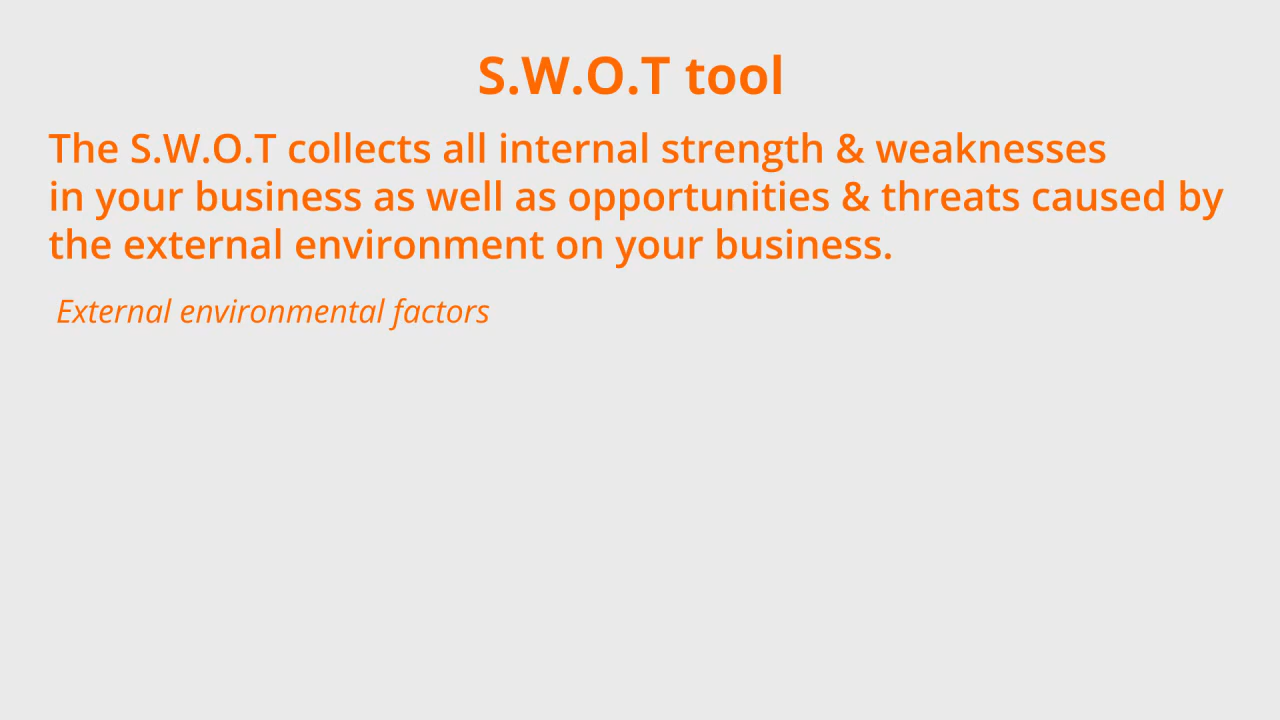 S.W.O.T tool
The S.W.O.T collects all internal strength & weaknesses
in your business as well as opportunities & threats caused by
the external environment on your business.
External environmental factors